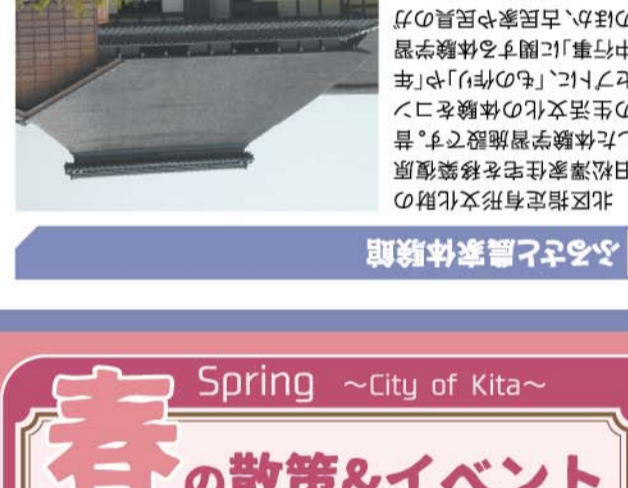 ふるさと農家体験館
北区指定有形文化財の
旧松澤家住宅を移築復原
した体験学習施設です。昔
の生活文化の体験をコン
セプトに、「もの作り」や「年
中行事」に関する体験学習
のほか、古民家や民具のガ
Spring ～City of Kita～
春の散策&イベント